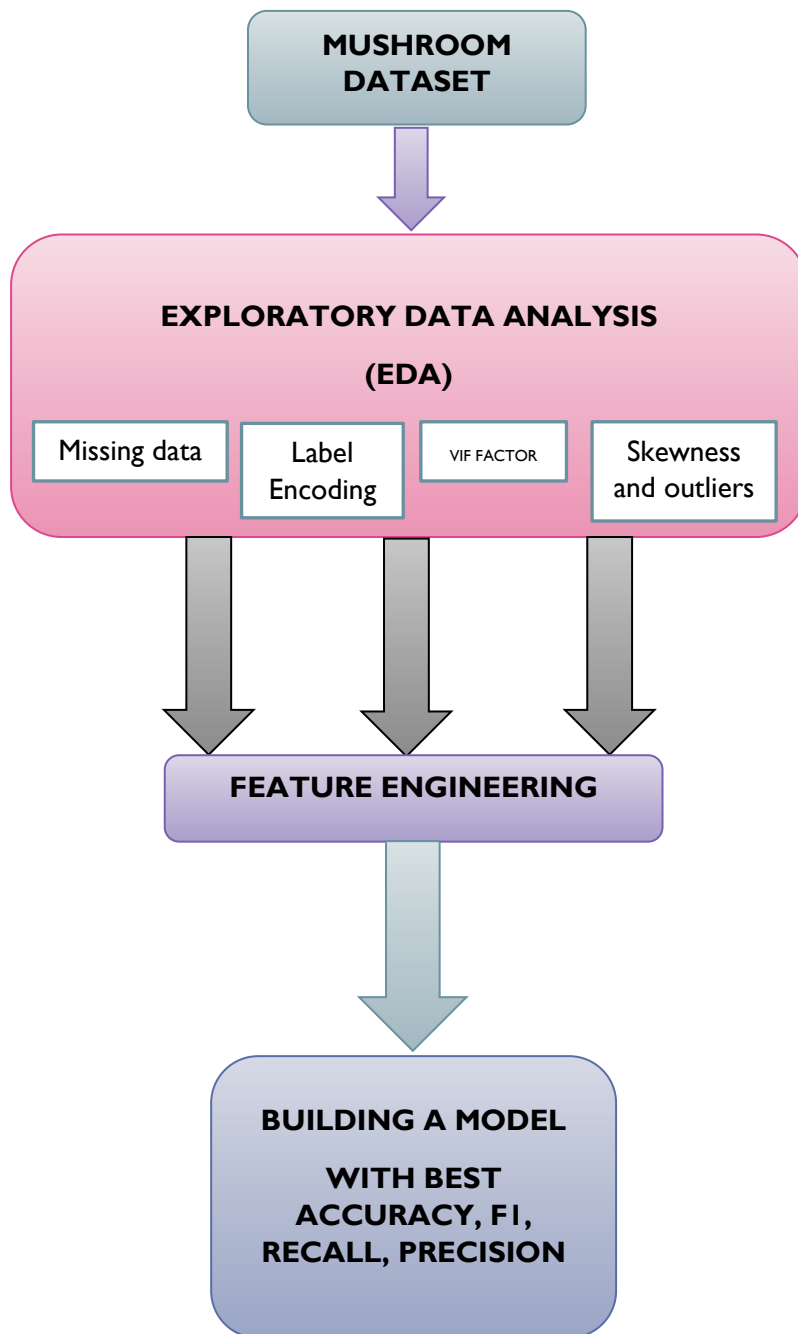 MUSHROOM
DATASET
EXPLORATORY DATA ANALYSIS
(EDA)
Missing data
Label
Encoding
VIF FACTOR
Skewness
and outliers
FEATURE ENGINEERING
BUILDING A MODEL
WITH BEST
ACCURACY, F1,
RECALL, PRECISION